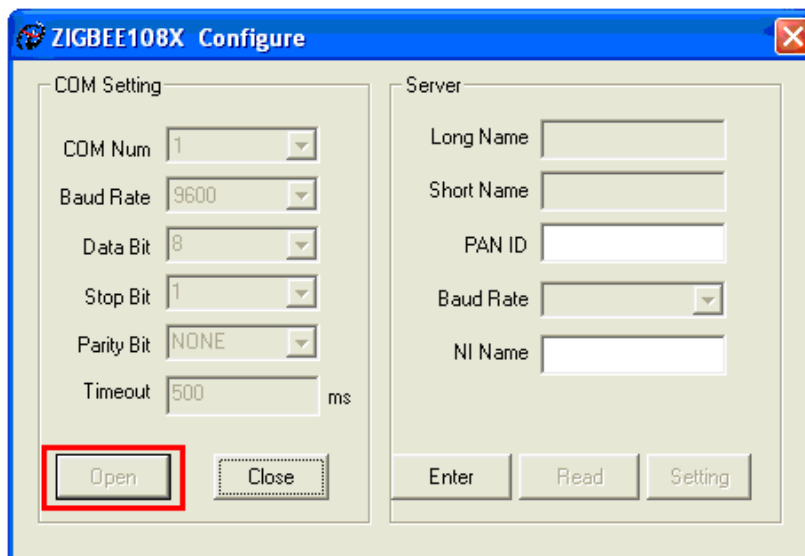 ZIGBEE108X Configure
COM Setting
COM Num 1
Baud Rate 9600
Data Bit 8
Stop Bit 1
Parity Bit NONE
Timeout 500 ms
Open Close
Server
Long Name
Short Name
PAN ID
Baud Rate
NI Name
Enter Read Setting